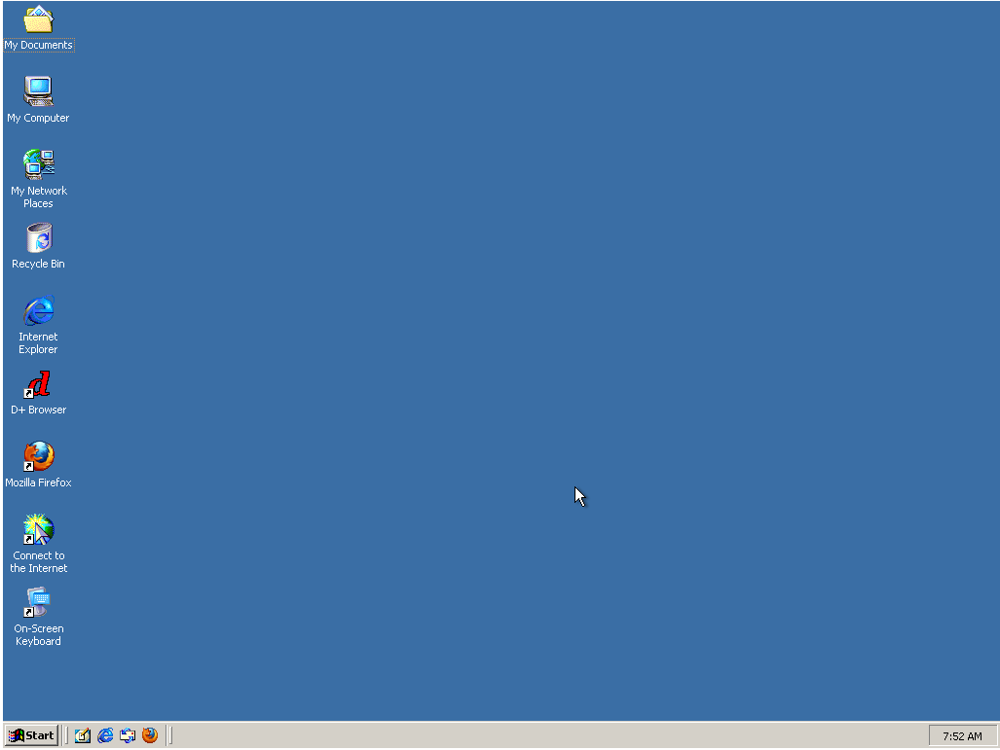 My Documents
My Computer
My Network
Places
Recycle Bin
Internet
Explorer
D+ Browser
Mozilla Firefox
Connect to
the Internet
On-Screen
Keyboard
Start
7:52 AM